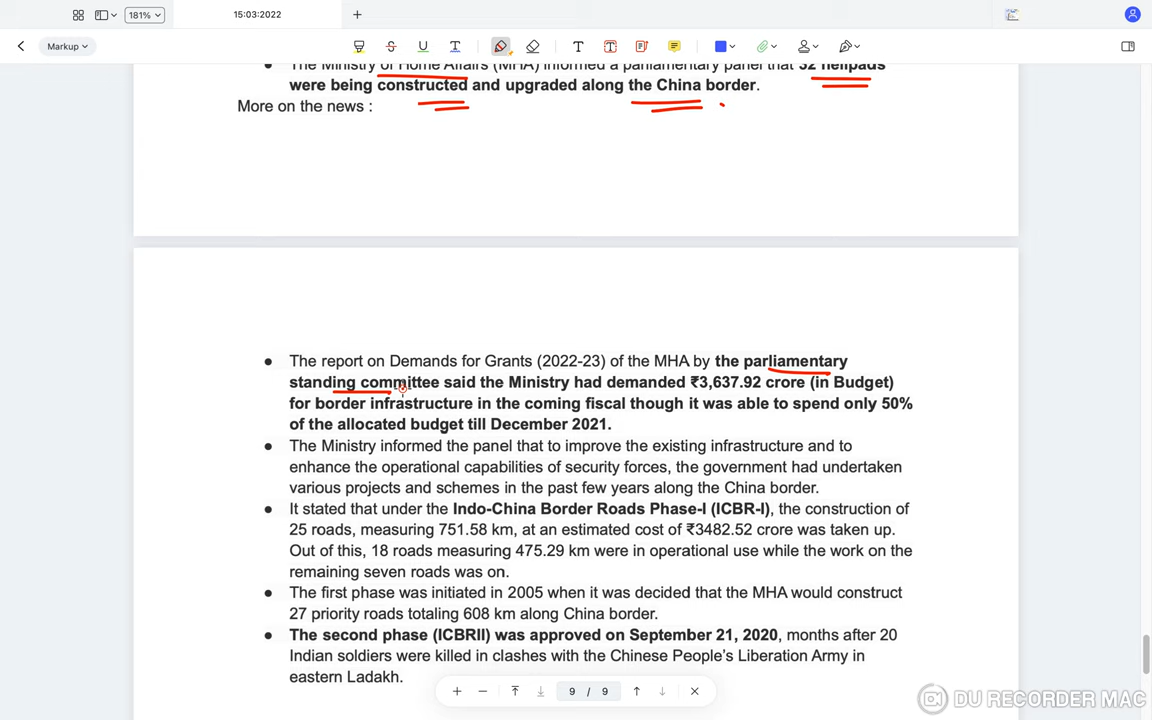 181%
15:03:2022
Markup
The Ministry of Home Affairs (MHA) informed a parliamentary panel that 32 helipads
were being constructed and upgraded along the China border.
More on the news :
● The report on Demands for Grants (2022-23) of the MHA by the parliamentary
standing committee said the Ministry had demanded ₹3,637.92 crore (in Budget)
for border infrastructure in the coming fiscal though it was able to spend only 50%
of the allocated budget till December 2021.
● The Ministry informed the panel that to improve the existing infrastructure and to
enhance the operational capabilities of security forces, the government had undertaken
various projects and schemes in the past few years along the China border.
● It stated that under the Indo-China Border Roads Phase-I (ICBR-I), the construction of
25 roads, measuring 751.58 km, at an estimated cost of ₹3482.52 crore was taken up.
Out of this, 18 roads measuring 475.29 km were in operational use while the work on the
remaining seven roads was on.
● The first phase was initiated in 2005 when it was decided that the MHA would construct
27 priority roads totaling 608 km along China border.
● The second phase (ICBRII) was approved on September 21, 2020, months after 20
Indian soldiers were killed in clashes with the Chinese People's Liberation Army in
eastern Ladakh.
9 / 9
DU RECORDER MAC